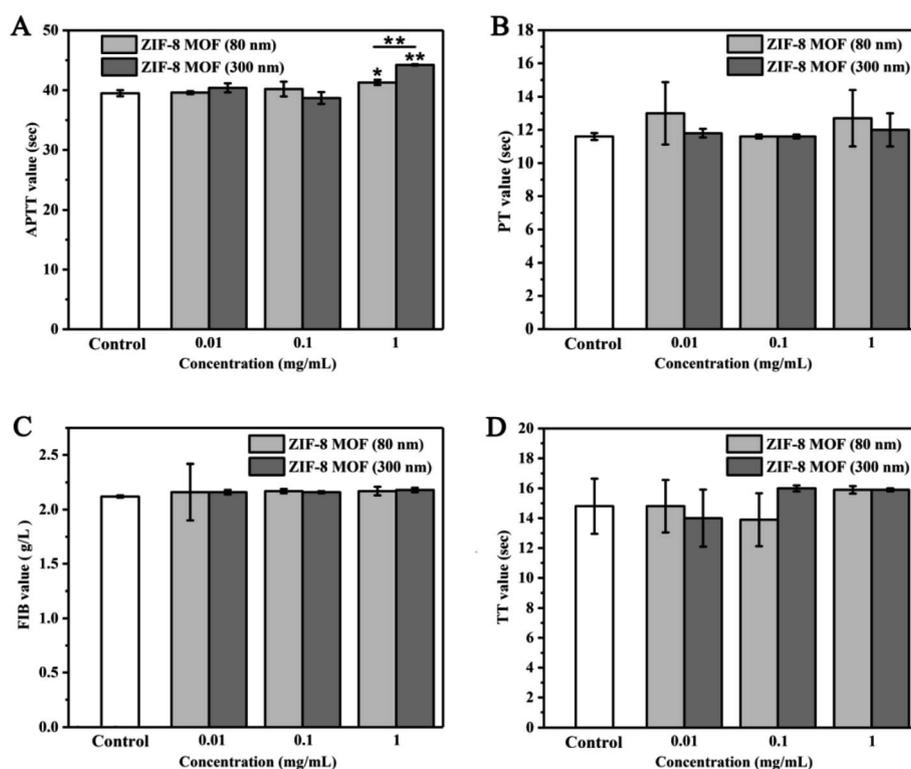 A
ZIF-8 MOF (80 nm)
ZIF-8 MOF (300 nm)
**
*
**
APTT value (sec)
50
40
30
20
10
0
Control
0.01
0.1
1
Concentration (mg/mL)
B
ZIF-8 MOF (80 nm)
ZIF-8 MOF (300 nm)
PT value (sec)
18
16
14
12
10
8
6
4
2
0
Control
0.01
0.1
1
Concentration (mg/mL)
C
ZIF-8 MOF (80 nm)
ZIF-8 MOF (300 nm)
FIB value ( g/L )
2.5
2.0
1.5
1.0
0.5
0.0
Control
0.01
0.1
1
Concentration (mg/mL)
D
ZIF-8 MOF (80 nm)
ZIF-8 MOF (300 nm)
TT value (sec)
20
18
16
14
12
10
8
6
4
2
0
Control
0.01
0.1
1
Concentration (mg/mL)